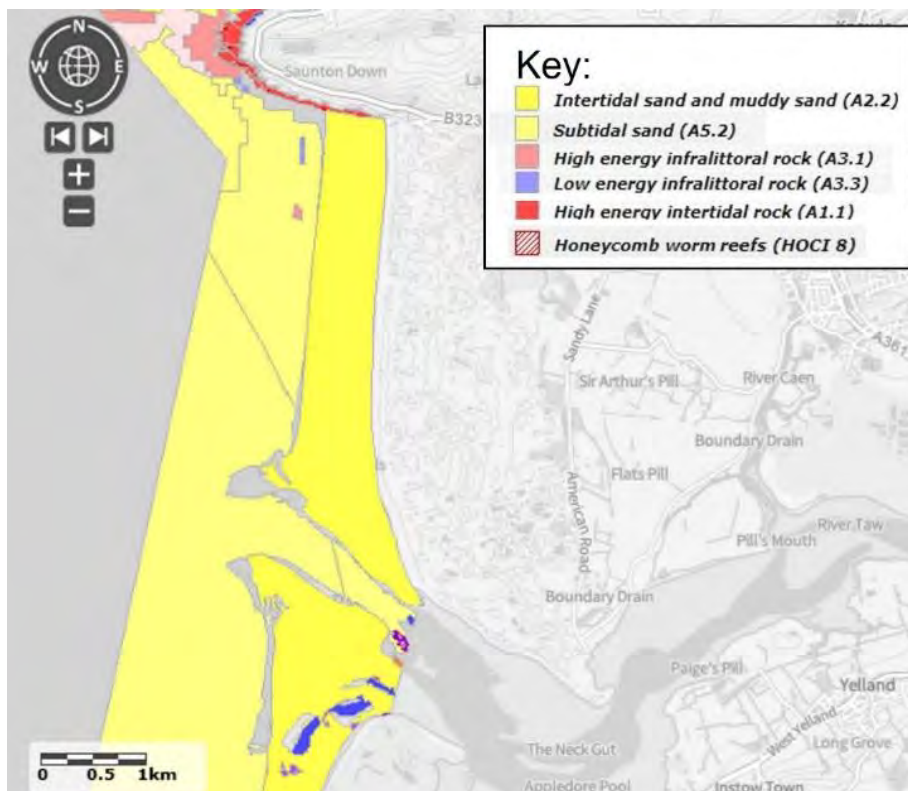 N
W
E
S
Saunton Down
B323
Key:
Intertidal sand and muddy sand (A2.2)
Subtidal sand (A5.2)
High energy infralittoral rock (A3.1)
Low energy infralittoral rock (A3.3)
High energy intertidal rock (A1.1)
Honeycomb worm reefs (HOCI 8)
Sandy Lane
A361
Sir Arthur's Pill
River Caen
Boundary Drain
Flats Pill
American Road
River Taw
Pill's Mouth
Boundary Drain
Paige's Pill
Yelland
West Yelland
Long Grove
The Neck Gut
Appledore Pool
Instow Town
0 0.5 1km